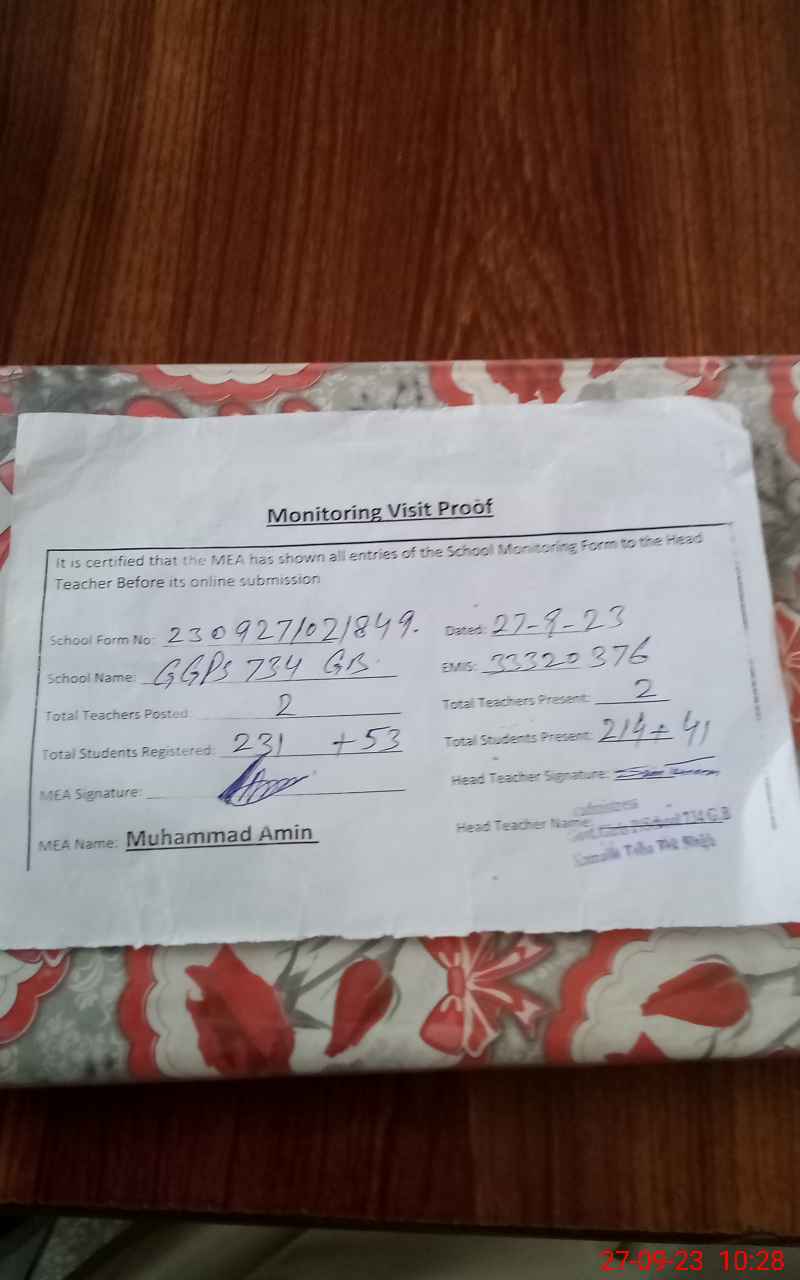 Monitoring Visit Proof
It is certified that the MEA has shown all entries of the School Monitoring Form to the Head
Teacher Before its online submission
School Form No: 230927/02/849. Dated: 27-9-23
School Name: GGPS 734 GB. EMIS: 33320376
Total Teachers Posted: 2 Total Teachers Present: 2
Total Students Registered: 231 +53 Total Students Present: 214+41
MEA Signature: Head Teacher Signature:
MEA Name: Muhammad Amin Head Teacher Name:
27-09-23 10:28